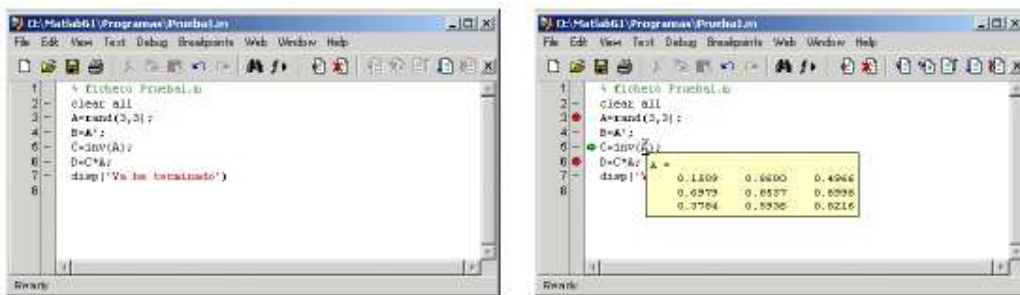 D:\Matlab61\Programas\Prueba1.m
File Edit View Text Debug Breakpoints Web Window Help
1 % fichero Prueba1.m
2 - clear all
3 - A=rand(3,3);
4 - B=A';
5 - C=inv(A);
6 - D=C*A;
7 - disp('Ya he terminado')
8
Ready
D:\Matlab61\Programas\Prueba1.m
File Edit View Text Debug Breakpoints Web Window Help
1 % fichero Prueba1.m
2 - clear all
3 A=rand(3,3);
4 - B=A';
5 - C=inv(A);
6 D=C*A;
7 - disp('
8
A =
0.1509 0.8600 0.4966
0.6979 0.8537 0.8998
0.3784 0.5936 0.8216
Ready